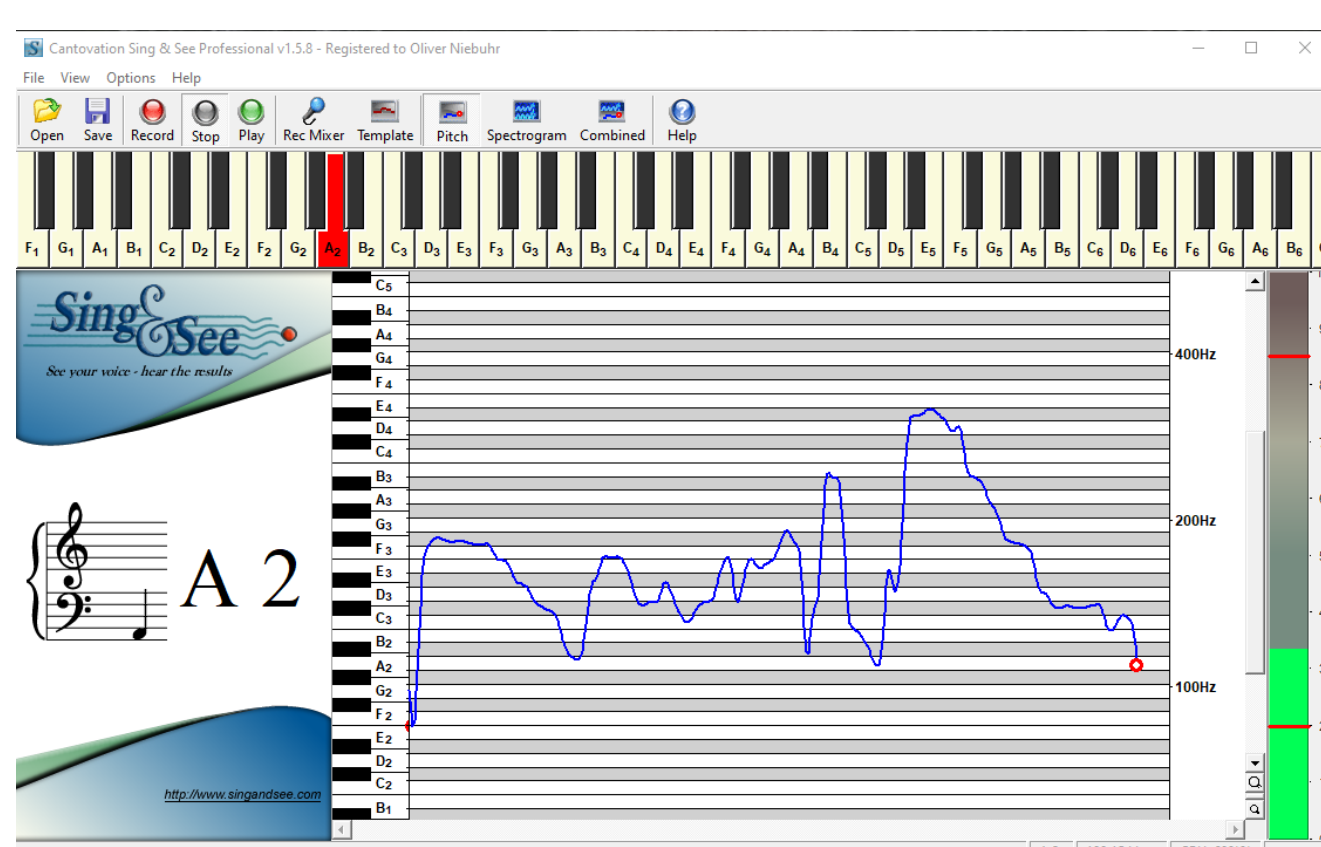 Cantovation Sing & See Professional v1.5.8 - Registered to Oliver Niebuhr
File View Options Help
Open Save Record Stop Play Rec Mixer Template Pitch Spectrogram Combined Help
F1 G1 A1 B1 C2 D2 E2 F2 G2 A2 B2 C3 D3 E3 F3 G3 A3 B3 C4 D4 E4 F4 G4 A4 B4 C5 D5 E5 F5 G5 A5 B5 C6 D6 E6 F6 G6 A6 B6
Sing & See
See your voice - hear the results
A 2
http://www.singandsee.com
C5
B4
A4
G4
F4
E4
D4
C4
B3
A3
G3
F3
E3
D3
C3
B2
A2
G2
F2
E2
D2
C2
B1
400Hz
200Hz
100Hz